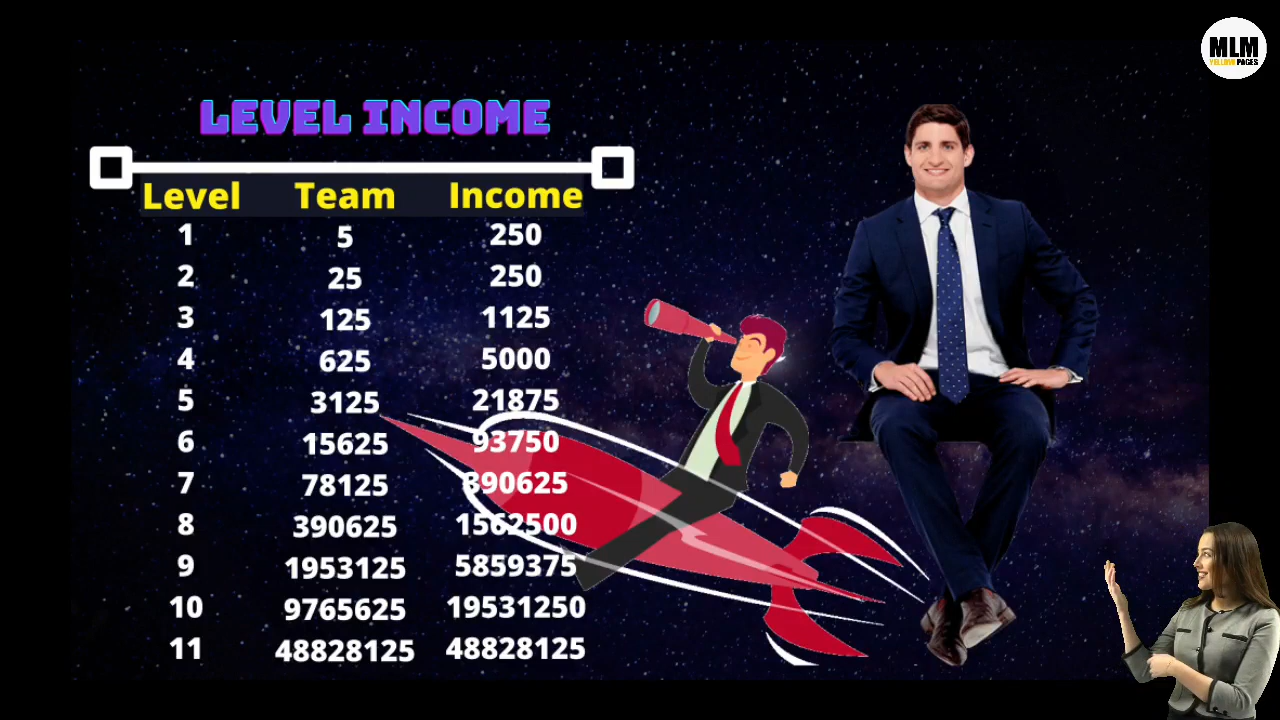 MLM
YELLOW PAGES
LEVEL INCOME
Level Team Income
1 5 250
2 25 250
3 125 1125
4 625 5000
5 3125 21875
6 15625 93750
7 78125 390625
8 390625 1562500
9 1953125 5859375
10 9765625 19531250
11 48828125 48828125